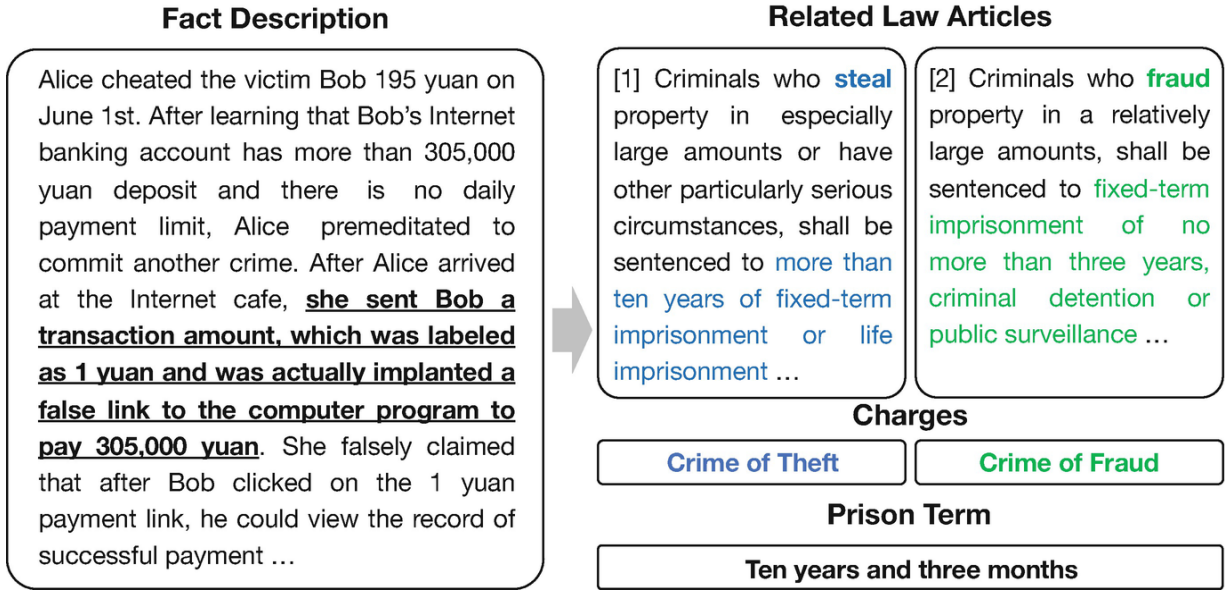 Fact Description
Alice cheated the victim Bob 195 yuan on
June 1st. After learning that Bob's Internet
banking account has more than 305,000
yuan deposit and there is no daily
payment limit, Alice premeditated to
commit another crime. After Alice arrived
at the Internet cafe, she sent Bob a
transaction amount, which was labeled
as 1 yuan and was actually implanted a
false link to the computer program to
pay 305,000 yuan. She falsely claimed
that after Bob clicked on the 1 yuan
payment link, he could view the record of
successful payment ...
Related Law Articles
[1] Criminals who steal
property in especially
large amounts or have
other particularly serious
circumstances, shall be
sentenced to more than
ten years of fixed-term
imprisonment or life
imprisonment ...
[2] Criminals who fraud
property in a relatively
large amounts, shall be
sentenced to fixed-term
imprisonment of no
more than three years,
criminal detention or
public surveillance ...
Charges
Crime of Theft
Crime of Fraud
Prison Term
Ten years and three months